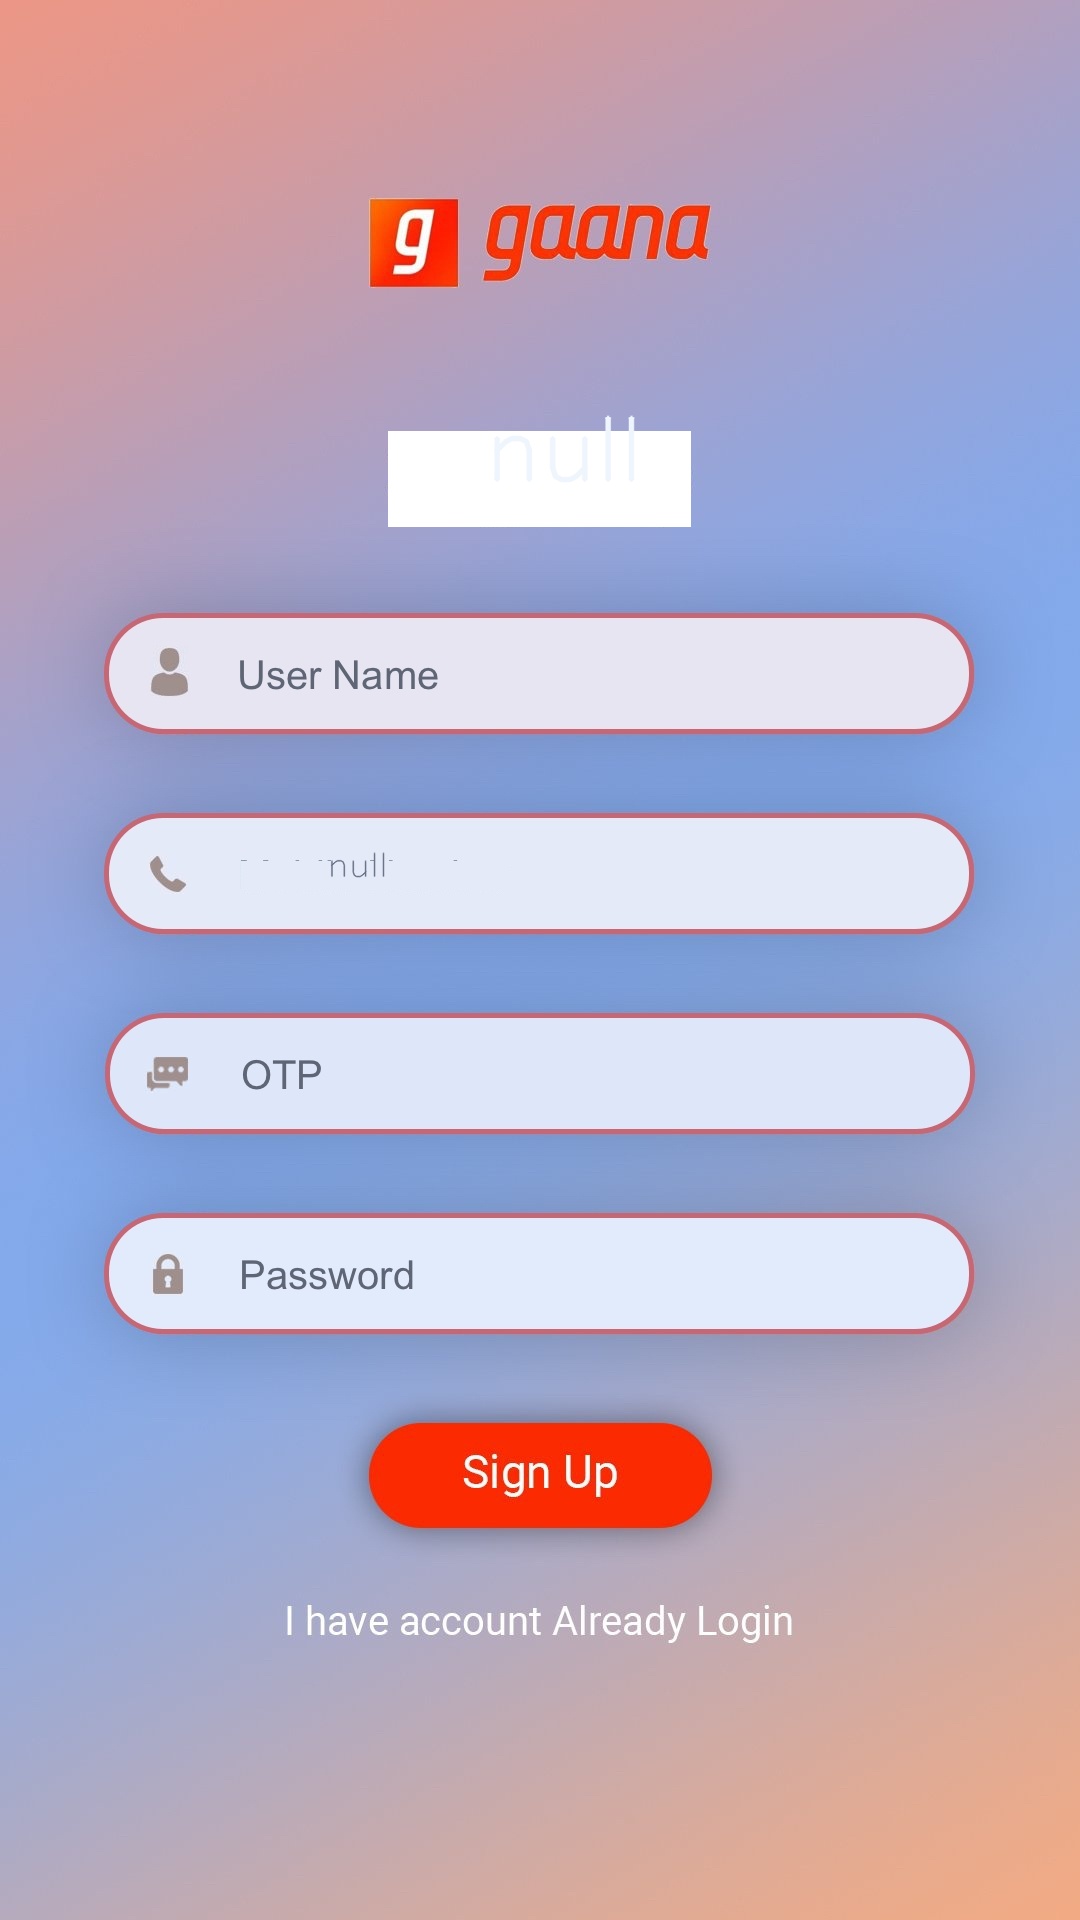 g gaana
null
User Name
null
OTP
Password
Sign Up
I have account Already Login